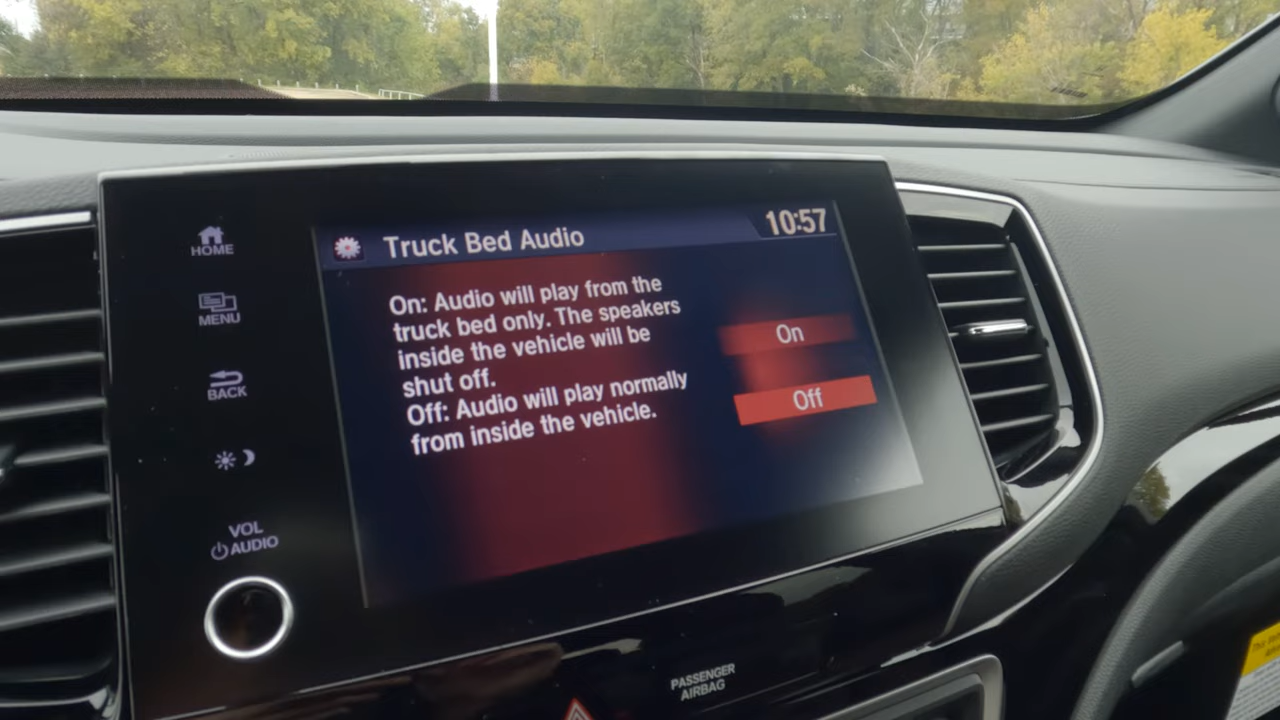 HOME
MENU
BACK
VOL
AUDIO
Truck Bed Audio
10:57
On: Audio will play from the
truck bed only. The speakers
inside the vehicle will be
shut off.
Off: Audio will play normally
from inside the vehicle.
On
Off
PASSENGER
AIRBAG